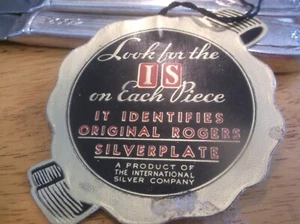 Look for the
IS
on Each Piece
IT IDENTIFIES
ORIGINAL ROGERS
SILVERPLATE
A PRODUCT OF
THE INTERNATIONAL
SILVER COMPANY